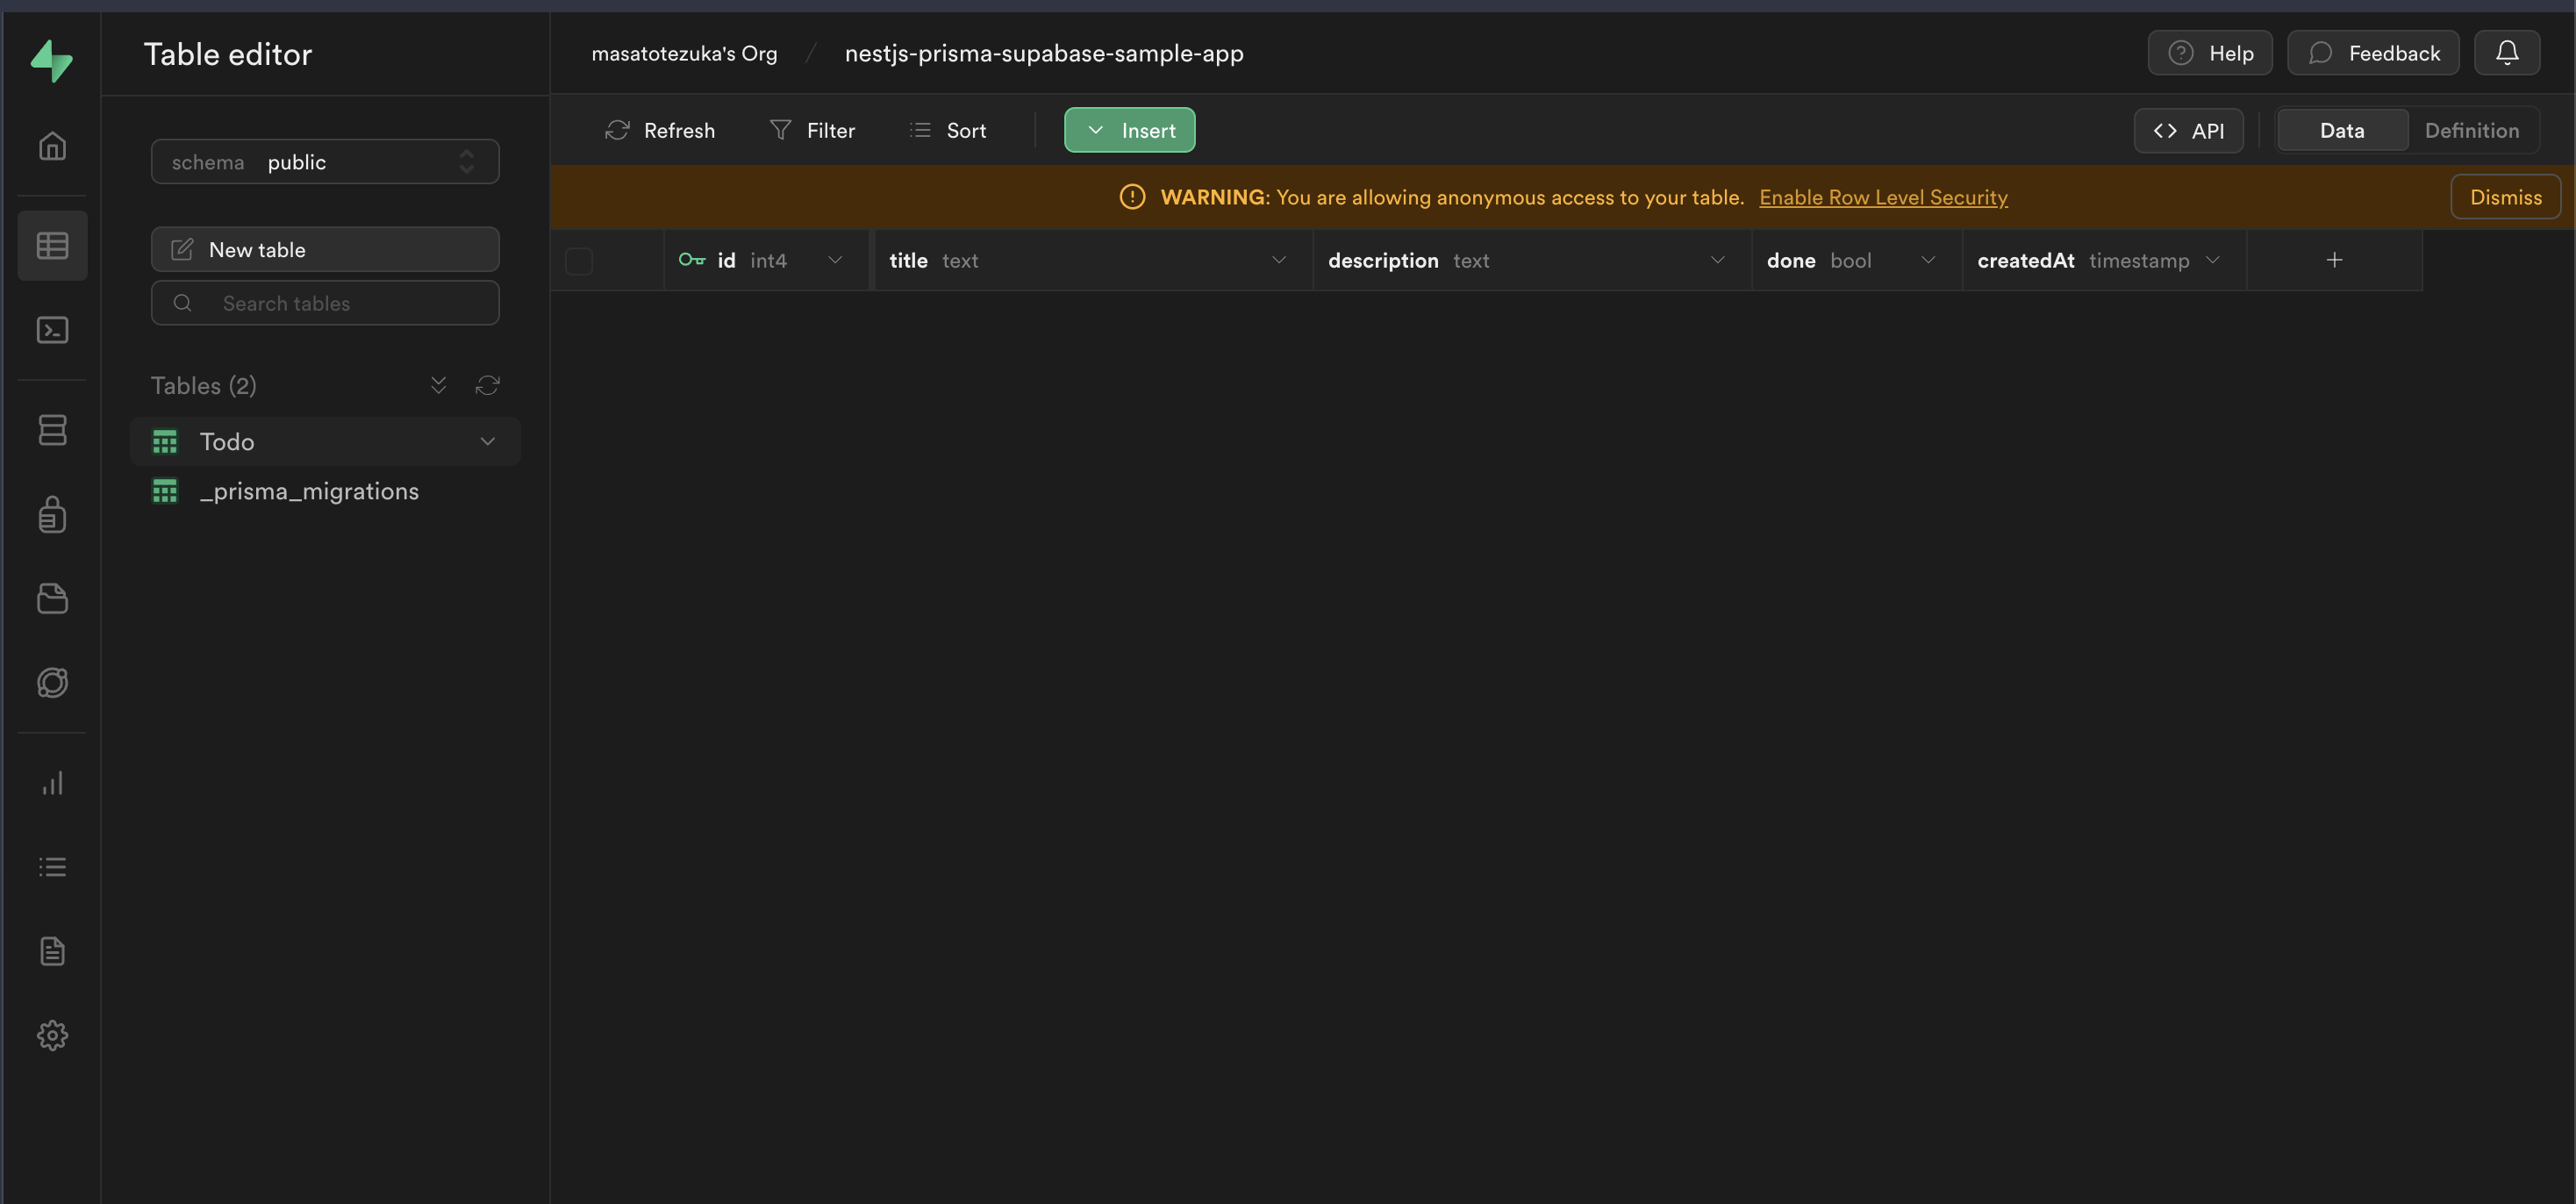 Table editor
masatotezuka's Org / nestjs-prisma-supabase-sample-app
Help
Feedback
Refresh
Filter
Sort
Insert
API
Data
Definition
schema public
WARNING: You are allowing anonymous access to your table. Enable Row Level Security
Dismiss
New table
Search tables
id int4
title text
description text
done bool
createdAt timestamp
+
Tables (2)
Todo
_prisma_migrations